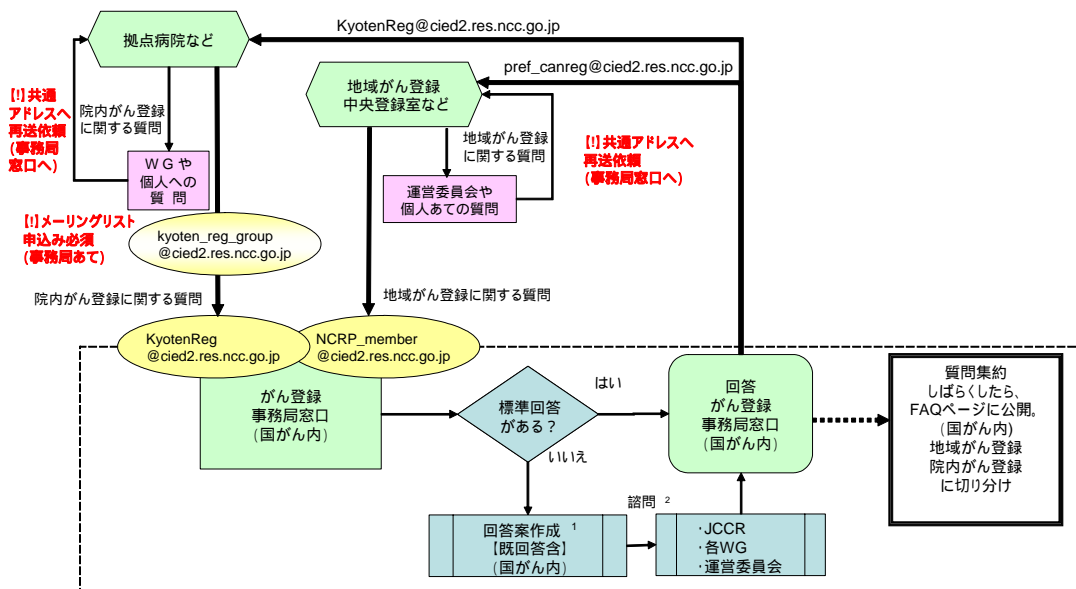 KyotenReg@cied2.res.ncc.go.jp
拠点病院など
pref_canreg@cied2.res.ncc.go.jp
地域がん登録
中央登録室など
[!]共通
アドレスへ
再送依頼
(事務局
窓口へ)
院内がん登録
に関する質問
ＷＧや
個人への
質 問
地域がん登録
に関する質問
運営委員会や
個人あての質問
[!]共通アドレスへ
再送依頼
(事務局窓口へ)
[!]メーリングリスト
申込み必須
(事務局あて)
kyoten_reg_group
@cied2.res.ncc.go.jp
院内がん登録に関する質問
地域がん登録に関する質問
KyotenReg
@cied2.res.ncc.go.jp
NCRP_member
@cied2.res.ncc.go.jp
がん登録
事務局窓口
(国がん内)
標準回答
がある？
はい
いいえ
回答
がん登録
事務局窓口
(国がん内)
質問集約
しばらくしたら、
FAQページに公開。
(国がん内)
地域がん登録
院内がん登録
に切り分け
回答案作成 1
【既回答含】
(国がん内)
諮問 2
・JCCR
・各WG
・運営委員会